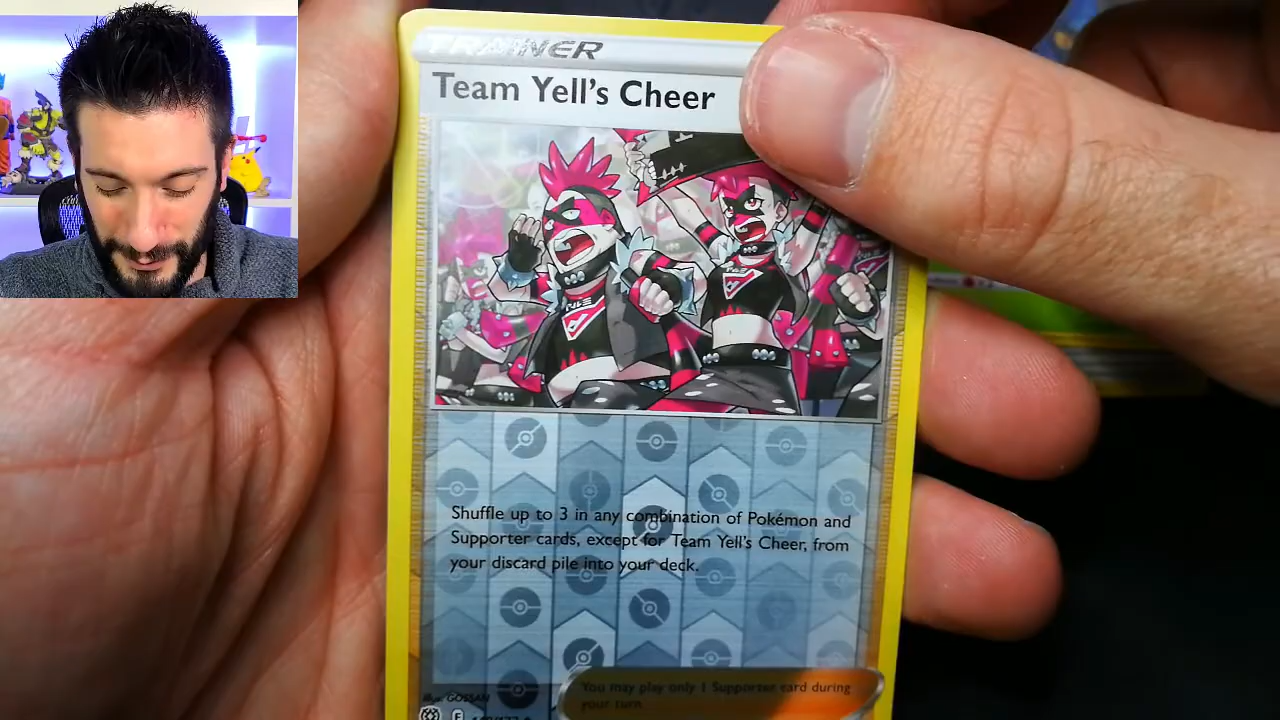 TRAINER
Team Yell's Cheer
Shuffle up to 3 in any combination of Pokémon and
Supporter cards, except for Team Yell's Cheer, from
your discard pile into your deck.
You may play only 1 Supporter card during
your turn.
Illus. GOSSAN